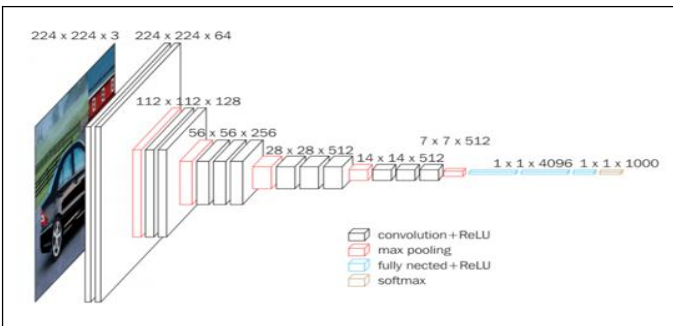 224 x 224 x 3
224 x 224 x 64
112 x 112 x 128
56 x 56 x 256
28 x 28 x 512
14 x 14 x 512
7 x 7 x 512
1 x 1 x 4096
1 x 1 x 1000
convolution+ReLU
max pooling
fully nected+ReLU
softmax